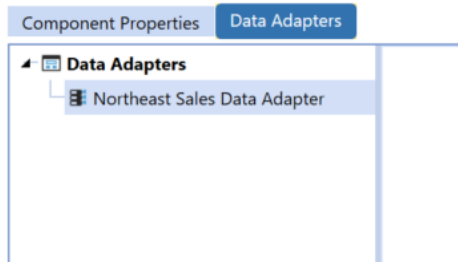 Component Properties Data Adapters
Data Adapters
Northeast Sales Data Adapter